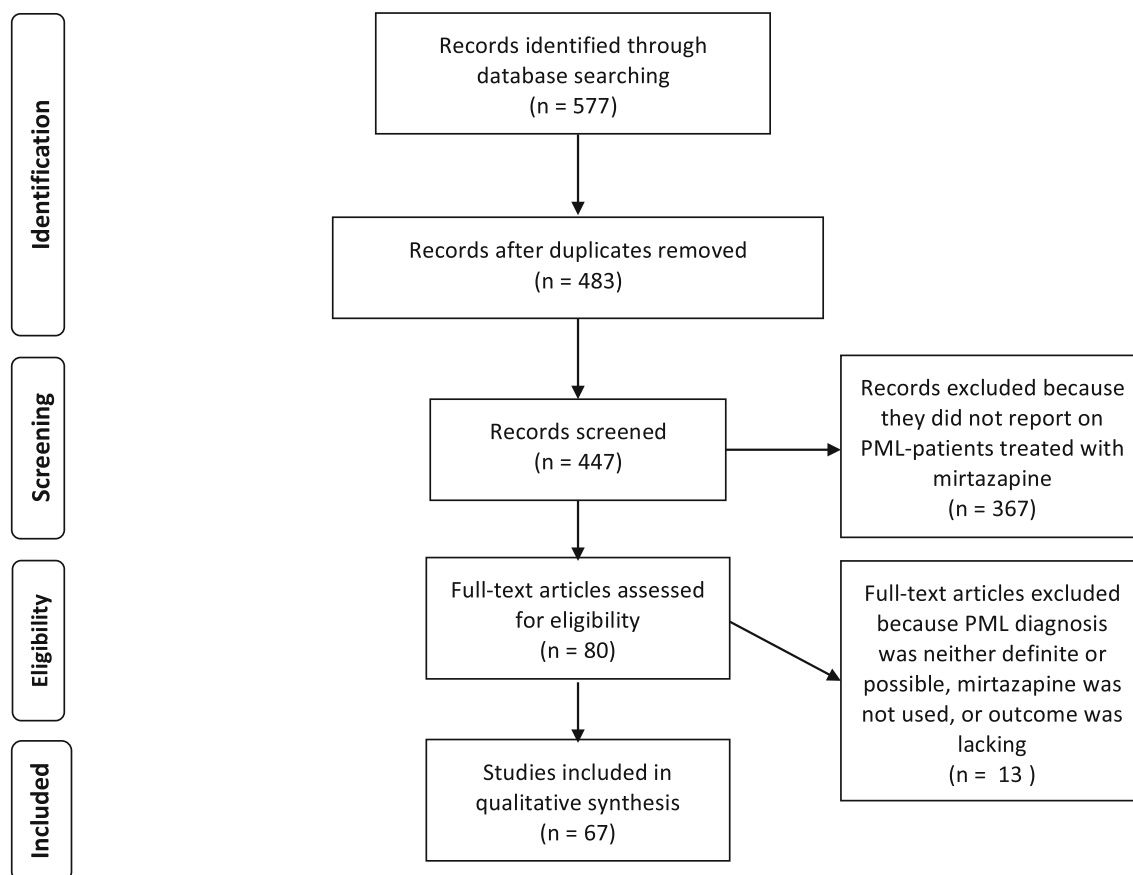 Identification
Records identified through
database searching
(n = 577)
Records after duplicates removed
(n = 483)
Screening
Records screened
(n = 447)
Records excluded because
they did not report on
PML-patients treated with
mirtazapine
(n = 367)
Eligibility
Full-text articles assessed
for eligibility
(n = 80)
Full-text articles excluded
because PML diagnosis
was neither definite or
possible, mirtazapine was
not used, or outcome was
lacking
(n =  13 )
Included
Studies included in
qualitative synthesis
(n = 67)